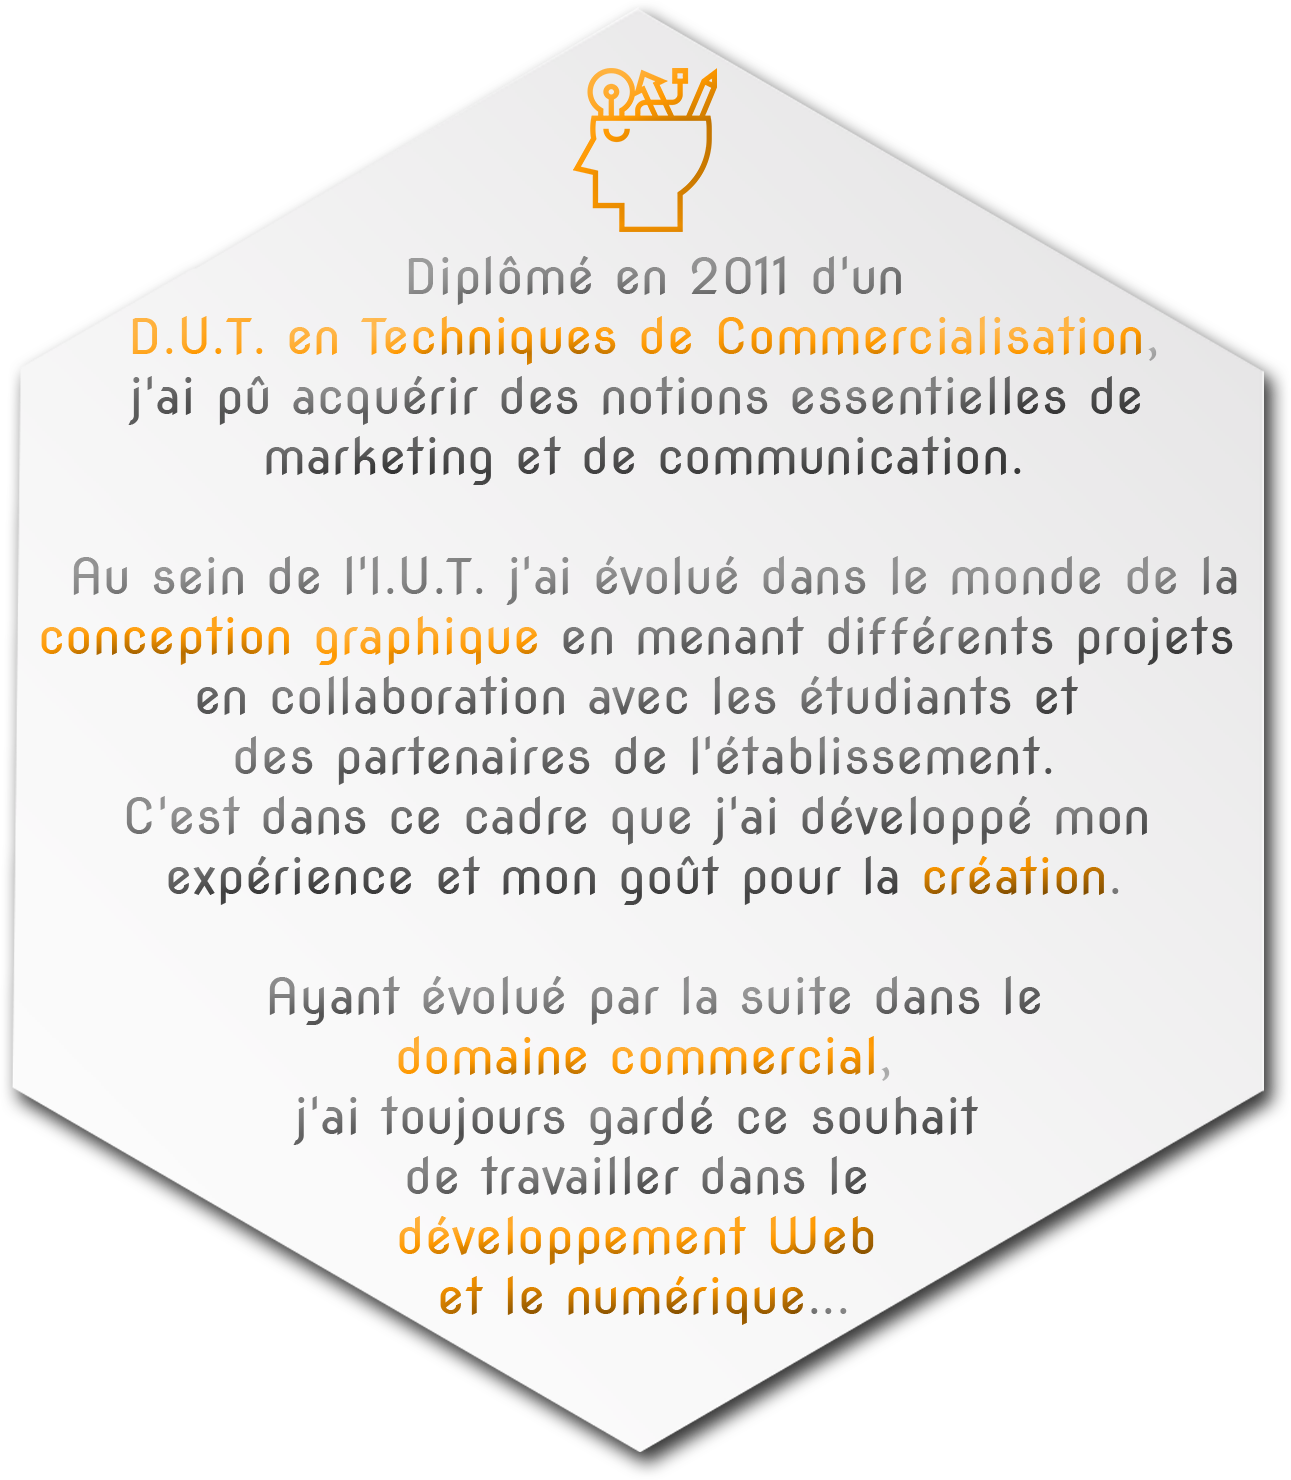 Diplômé en 2011 d'un
D.U.T. en Techniques de Commercialisation,
j'ai pû acquérir des notions essentielles de
marketing et de communication.
Au sein de l'I.U.T. j'ai évolué dans le monde de la
conception graphique en menant différents projets
en collaboration avec les étudiants et
des partenaires de l'établissement.
C'est dans ce cadre que j'ai développé mon
expérience et mon goût pour la création.
Ayant évolué par la suite dans le
domaine commercial,
j'ai toujours gardé ce souhait
de travailler dans le
développement Web
et le numérique...